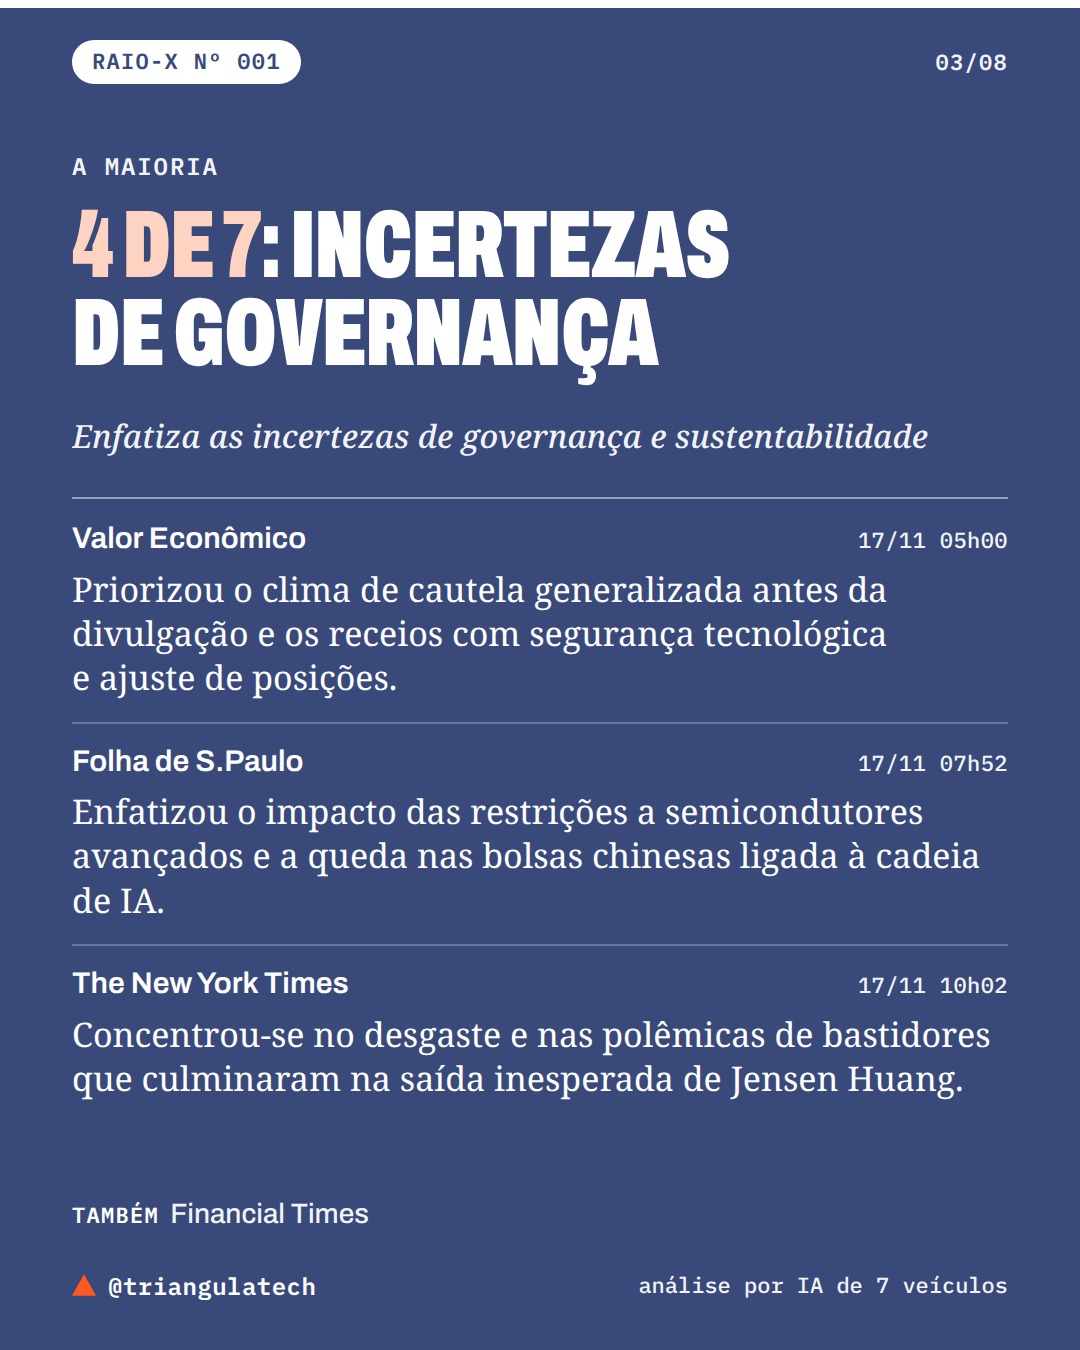 RAIO-X Nº 001
03/08
A MAIORIA
4 DE 7: INCERTEZAS
DE GOVERNANÇA
Enfatiza as incertezas de governança e sustentabilidade
Valor Econômico
17/11 05h00
Priorizou o clima de cautela generalizada antes da
divulgação e os receios com segurança tecnológica
e ajuste de posições.
Folha de S.Paulo
17/11 07h52
Enfatizou o impacto das restrições a semicondutores
avançados e a queda nas bolsas chinesas ligada à cadeia
de IA.
The New York Times
17/11 10h02
Concentrou-se no desgaste e nas polêmicas de bastidores
que culminaram na saída inesperada de Jensen Huang.
TAMBÉM Financial Times
@triangulatech
análise por IA de 7 veículos